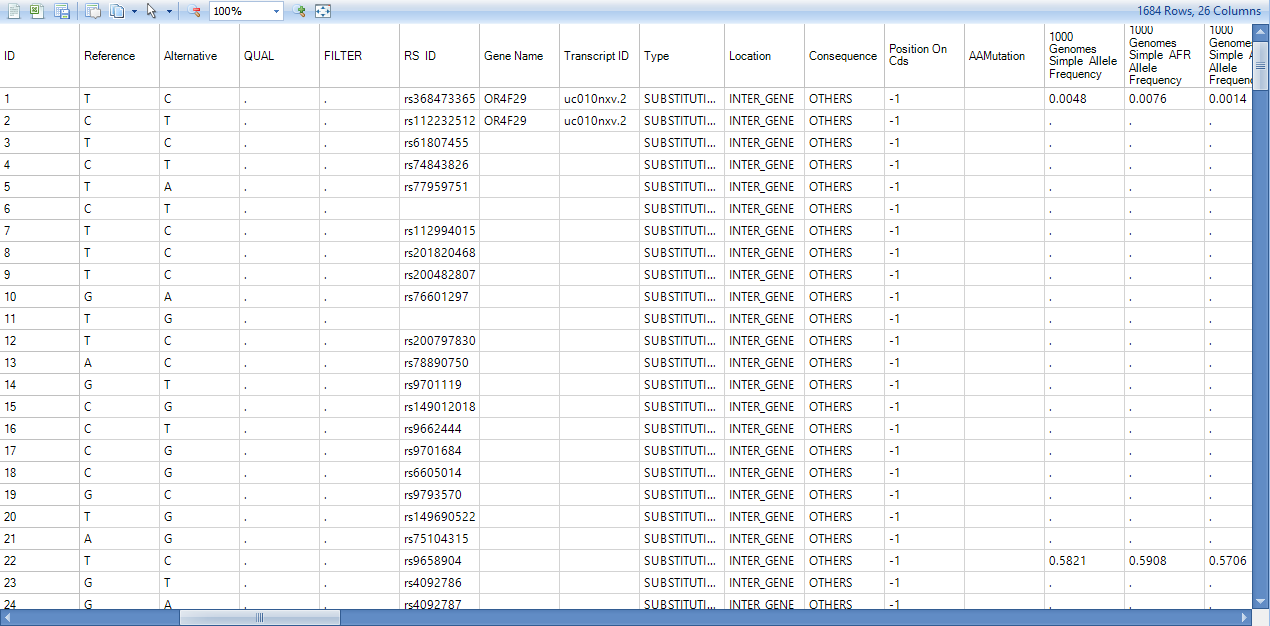 100%
1684 Rows, 26 Columns
ID Reference Alternative QUAL FILTER RS ID Gene Name Transcript ID Type Location Consequence Position On Cds AAMutation 1000 Genomes Simple Allele Frequency 1000 Genomes Simple AFR Allele Frequency 1000 Genomes Simple Allele
1 T C . . rs368473365 OR4F29 uc010nxv.2 SUBSTITUTI... INTER_GENE OTHERS -1 0.0048 0.0076 0.0014
2 C T . . rs112232512 OR4F29 uc010nxv.2 SUBSTITUTI... INTER_GENE OTHERS -1 . . .
3 T C . . rs61807455 SUBSTITUTI... INTER_GENE OTHERS -1 . . .
4 C T . . rs74843826 SUBSTITUTI... INTER_GENE OTHERS -1 . . .
5 T A . . rs77959751 SUBSTITUTI... INTER_GENE OTHERS -1 . . .
6 C T . . SUBSTITUTI... INTER_GENE OTHERS -1 . . .
7 T C . . rs112994015 SUBSTITUTI... INTER_GENE OTHERS -1 . . .
8 T C . . rs201820468 SUBSTITUTI... INTER_GENE OTHERS -1 . . .
9 T C . . rs200482807 SUBSTITUTI... INTER_GENE OTHERS -1 . . .
10 G A . . rs76601297 SUBSTITUTI... INTER_GENE OTHERS -1 . . .
11 T G . . SUBSTITUTI... INTER_GENE OTHERS -1 . . .
12 T C . . rs200797830 SUBSTITUTI... INTER_GENE OTHERS -1 . . .
13 A C . . rs78890750 SUBSTITUTI... INTER_GENE OTHERS -1 . . .
14 G T . . rs9701119 SUBSTITUTI... INTER_GENE OTHERS -1 . . .
15 C G . . rs149012018 SUBSTITUTI... INTER_GENE OTHERS -1 . . .
16 C T . . rs9662444 SUBSTITUTI... INTER_GENE OTHERS -1 . . .
17 C G . . rs9701684 SUBSTITUTI... INTER_GENE OTHERS -1 . . .
18 C G . . rs6605014 SUBSTITUTI... INTER_GENE OTHERS -1 . . .
19 G C . . rs9793570 SUBSTITUTI... INTER_GENE OTHERS -1 . . .
20 T G . . rs149690522 SUBSTITUTI... INTER_GENE OTHERS -1 . . .
21 A G . . rs75104315 SUBSTITUTI... INTER_GENE OTHERS -1 . . .
22 T C . . rs9658904 SUBSTITUTI... INTER_GENE OTHERS -1 0.5821 0.5908 0.5706
23 G T . . rs4092786 SUBSTITUTI... INTER_GENE OTHERS -1 . . .
24 G A . . rs4092787 SUBSTITUTI... INTER_GENE OTHERS -1 . . .